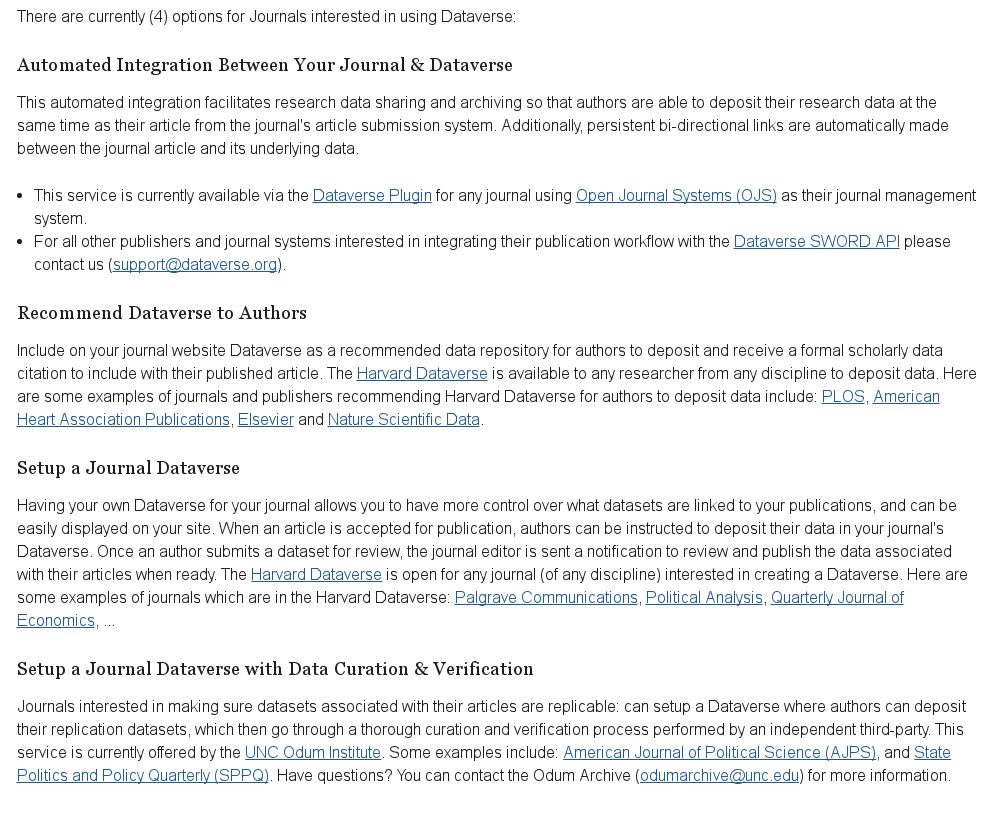 There are currently (4) options for Journals interested in using Dataverse:
Automated Integration Between Your Journal & Dataverse
This automated integration facilitates research data sharing and archiving so that authors are able to deposit their research data at the
same time as their article from the journal's article submission system. Additionally, persistent bi-directional links are automatically made
between the journal article and its underlying data.
• This service is currently available via the Dataverse Plugin for any journal using Open Journal Systems (OJS) as their journal management
system.
• For all other publishers and journal systems interested in integrating their publication workflow with the Dataverse SWORD API please
contact us (support@dataverse.org).
Recommend Dataverse to Authors
Include on your journal website Dataverse as a recommended data repository for authors to deposit and receive a formal scholarly data
citation to include with their published article. The Harvard Dataverse is available to any researcher from any discipline to deposit data. Here
are some examples of journals and publishers recommending Harvard Dataverse for authors to deposit data include: PLOS, American
Heart Association Publications, Elsevier and Nature Scientific Data.
Setup a Journal Dataverse
Having your own Dataverse for your journal allows you to have more control over what datasets are linked to your publications, and can be
easily displayed on your site. When an article is accepted for publication, authors can be instructed to deposit their data in your journal's
Dataverse. Once an author submits a dataset for review, the journal editor is sent a notification to review and publish the data associated
with their articles when ready. The Harvard Dataverse is open for any journal (of any discipline) interested in creating a Dataverse. Here are
some examples of journals which are in the Harvard Dataverse: Palgrave Communications, Political Analysis, Quarterly Journal of
Economics, ...
Setup a Journal Dataverse with Data Curation & Verification
Journals interested in making sure datasets associated with their articles are replicable: can setup a Dataverse where authors can deposit
their replication datasets, which then go through a thorough curation and verification process performed by an independent third-party. This
service is currently offered by the UNC Odum Institute. Some examples include: American Journal of Political Science (AJPS), and State
Politics and Policy Quarterly (SPPQ). Have questions? You can contact the Odum Archive (odumarchive@unc.edu) for more information.